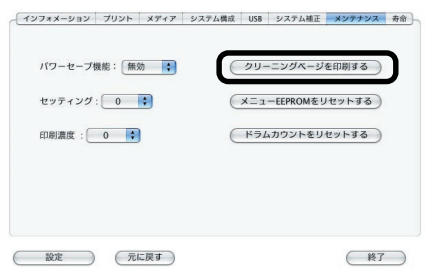 インフォメーション プリント メディア システム構成 USB システム補正 メンテナンス 寿命
パワーセーブ機能： 無効 クリーニングページを印刷する
セッティング： 0 メニューEEPROMをリセットする
印刷濃度 ： 0 ドラムカウントをリセットする
設定 元に戻す 終了